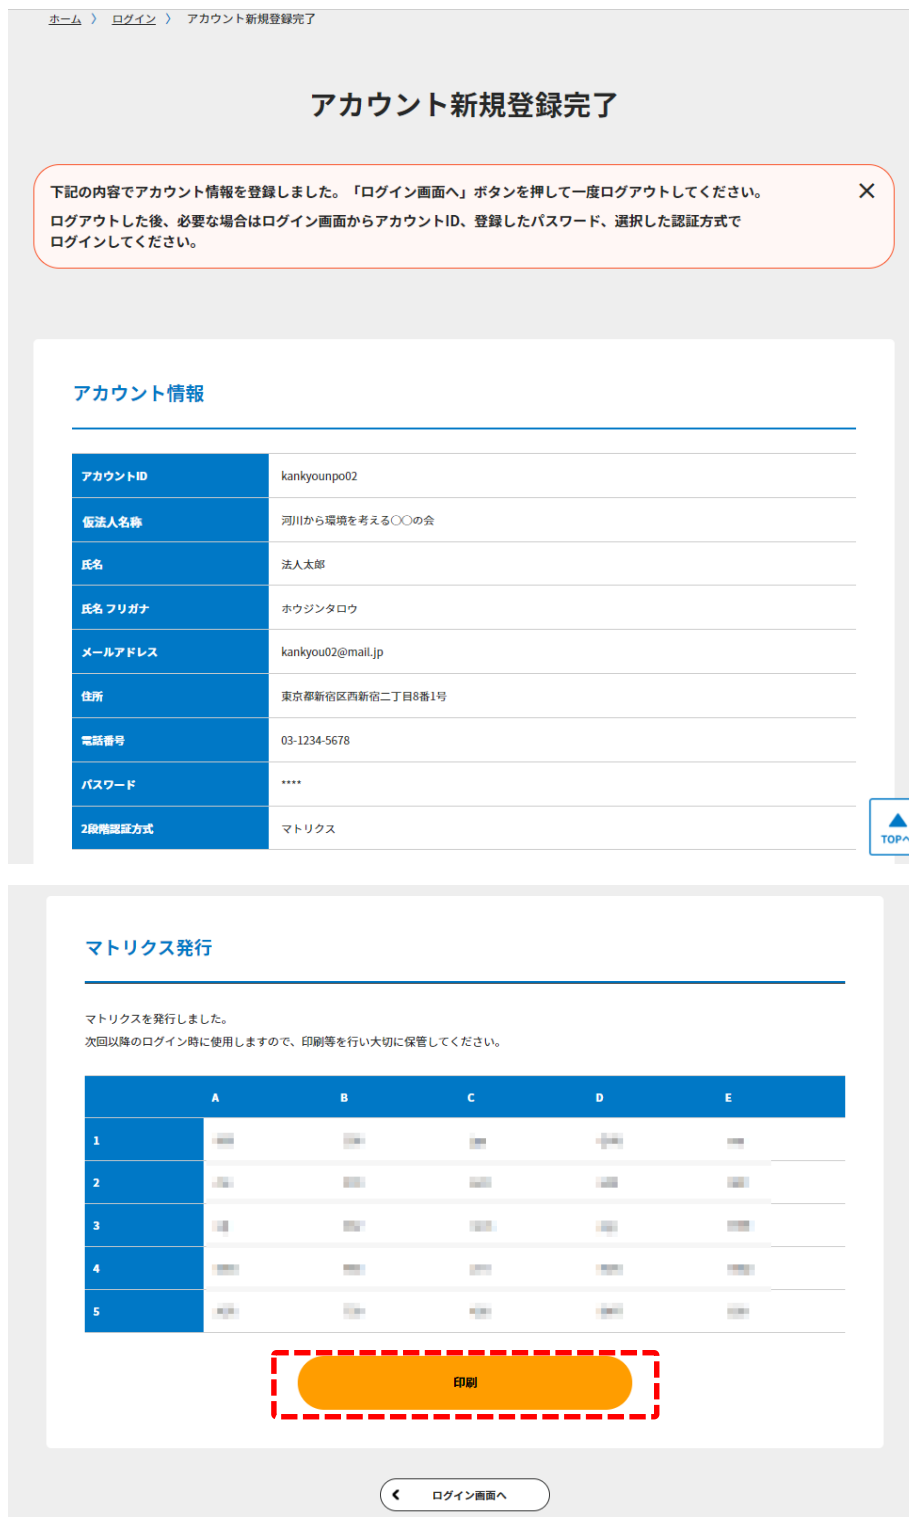 ホーム 〉 ログイン 〉 アカウント新規登録完了
アカウント新規登録完了
下記の内容でアカウント情報を登録しました。「ログイン画面へ」ボタンを押して一度ログアウトしてください。
ログアウトした後、必要な場合はログイン画面からアカウントID、登録したパスワード、選択した認証方式で
ログインしてください。
アカウント情報
アカウントID kankyounpo02
仮法人名称 河川から環境を考える〇〇の会
氏名 法人太郎
氏名 フリガナ ホウジンタロウ
メールアドレス kankyou02@mail.jp
住所 東京都新宿区西新宿二丁目8番1号
電話番号 03-1234-5678
パスワード ****
2段階認証方式 マトリクス
TOPへ
マトリクス発行
マトリクスを発行しました。
次回以降のログイン時に使用しますので、印刷等を行い大切に保管してください。
A B C D E
1
2
3
4
5
印刷
ログイン画面へ